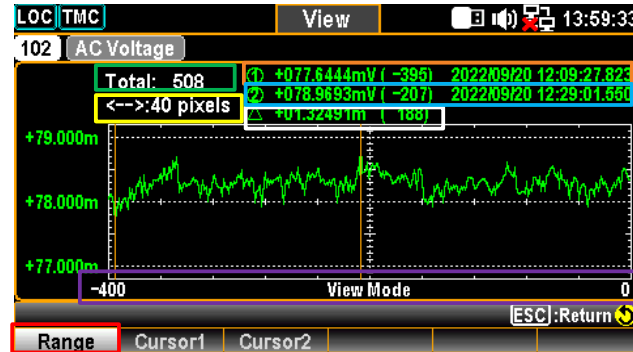 LOC TMC View 13:59:33
102 AC Voltage
Total: 508
① +077.6444mV ( -395) 2022/09/20 12:09:27.823
<-->:40 pixels
② +078.9693mV ( -207) 2022/09/20 12:29:01.550
△ +01.32491m ( 188)
+79.000m
+78.000m
+77.000m
-400 View Mode 0
ESC :Return
Range Cursor1 Cursor2